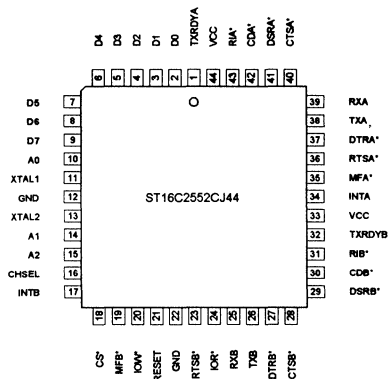 D4 D3 D2 D1 D0 TXRDYA VCC RIA* CDA* DSRA* CTSA*
6 5 4 3 2 1 44 43 42 41 40
D5 7
D6 8
D7 9
A0 10
XTAL1 11
GND 12
XTAL2 13
A1 14
A2 15
CHSEL 16
INTB 17
ST16C2552CJ44
39 RXA
38 TXA
37 DTRA*
36 RTSA*
35 MFA*
34 INTA
33 VCC
32 TXRDYB
31 RIB*
30 CDB*
29 DSRB*
18 19 20 21 22 23 24 25 26 27 28
CS* MFB* IOW* RESET GND RTSB* IOR* RXB TXB DTRB* CTSB*